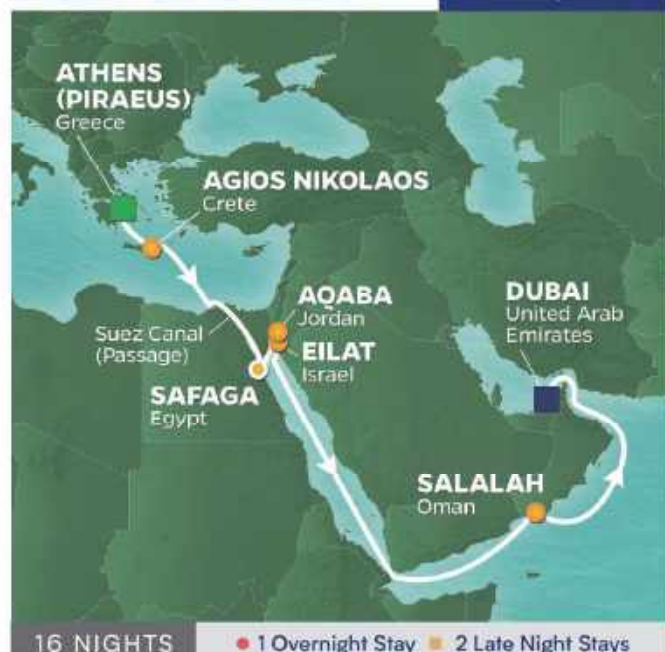 ATHENS
(PIRAEUS)
Greece
AGIOS NIKOLAOS
Crete
Suez Canal
(Passage)
AQABA
Jordan
EILAT
Israel
SAFAGA
Egypt
DUBAI
United Arab
Emirates
SALALAH
Oman
16 NIGHTS
1 Overnight Stay 2 Late Night Stays